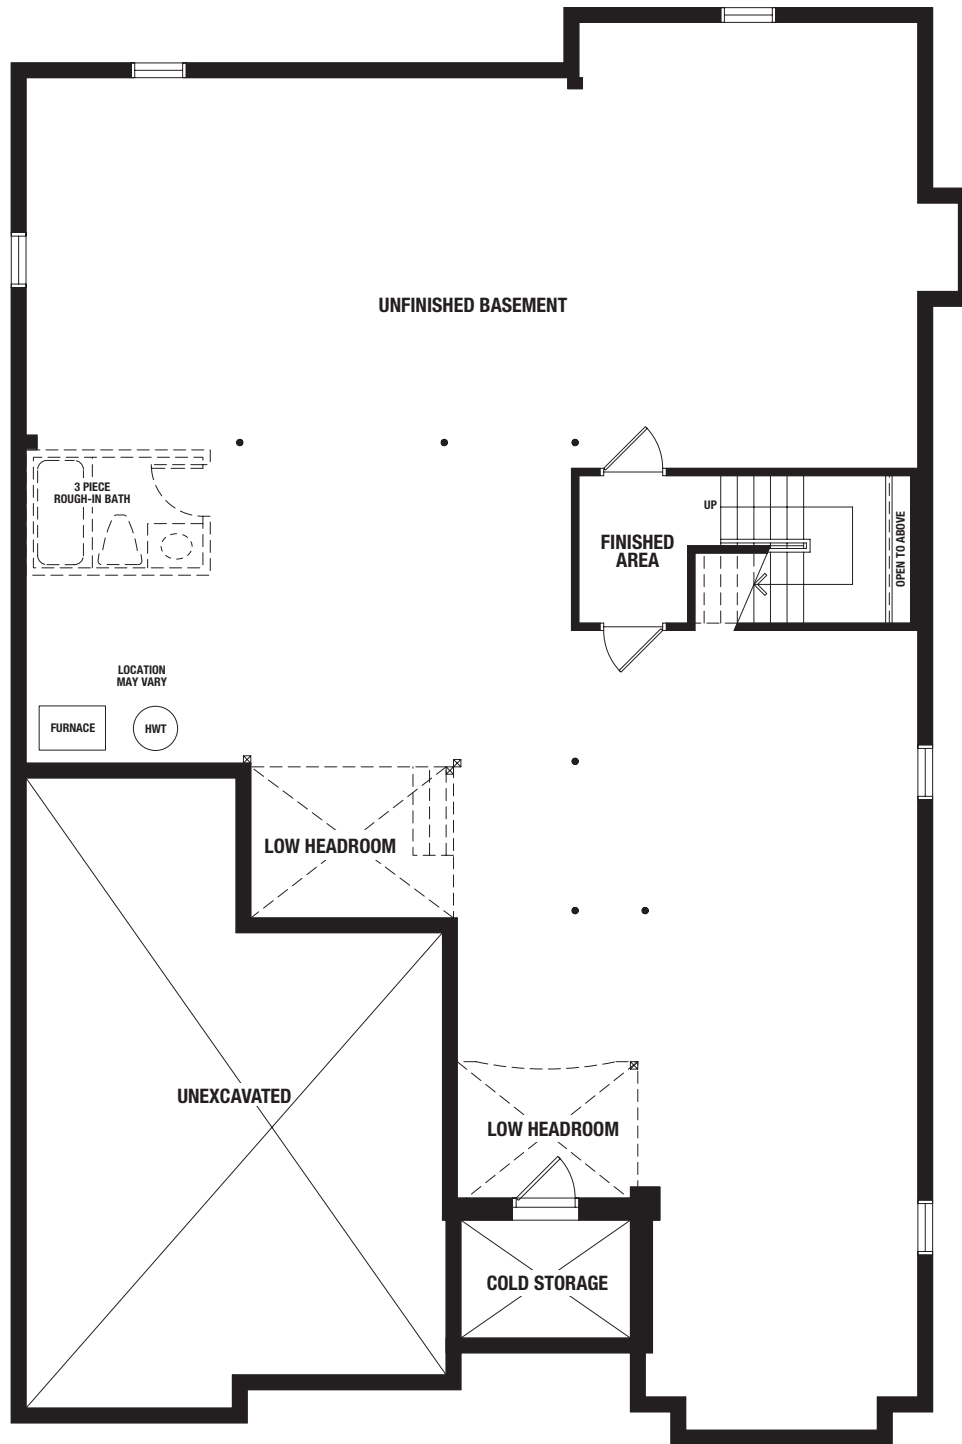 UNFINISHED BASEMENT
3 PIECE
ROUGH-IN BATH
UP
FINISHED
AREA
OPEN TO ABOVE
LOCATION
MAY VARY
FURNACE
HWT
LOW HEADROOM
UNEXCAVATED
LOW HEADROOM
COLD STORAGE